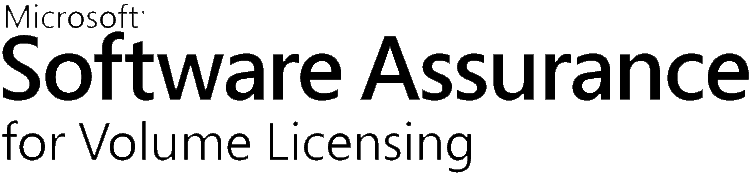 Microsoft
Software Assurance
for Volume Licensing